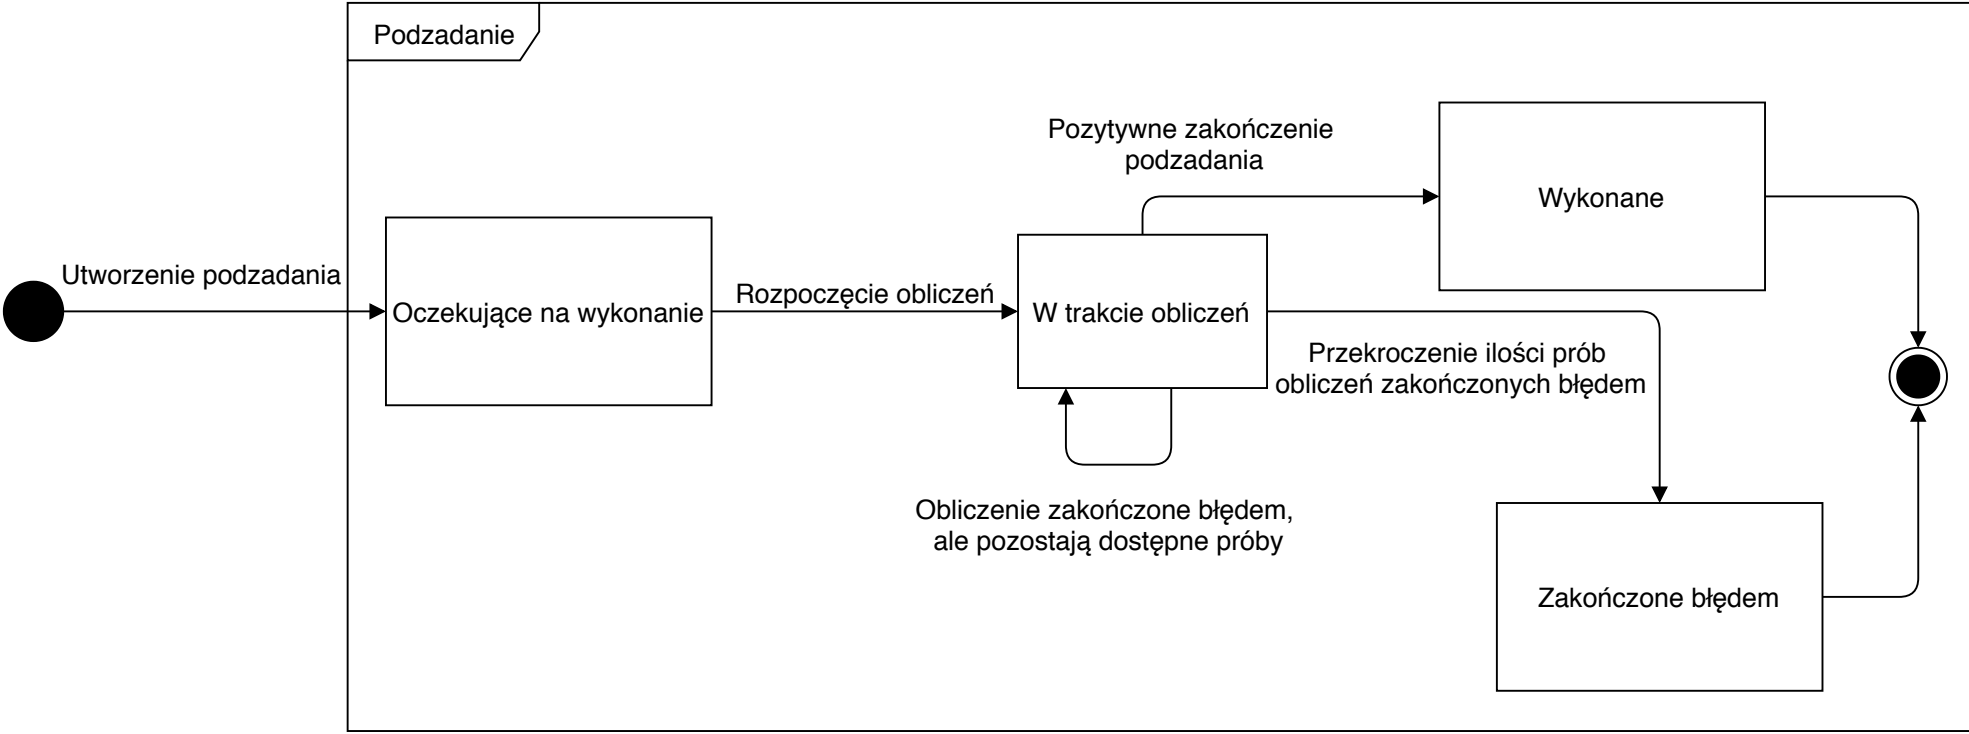 Podzadanie
Pozytywne zakończenie
podzadania
Wykonane
Utworzenie podzadania
Oczekujące na wykonanie
Rozpoczęcie obliczeń
W trakcie obliczeń
Przekroczenie ilości prób
obliczeń zakończonych błędem
Obliczenie zakończone błędem,
ale pozostają dostępne próby
Zakończone błędem